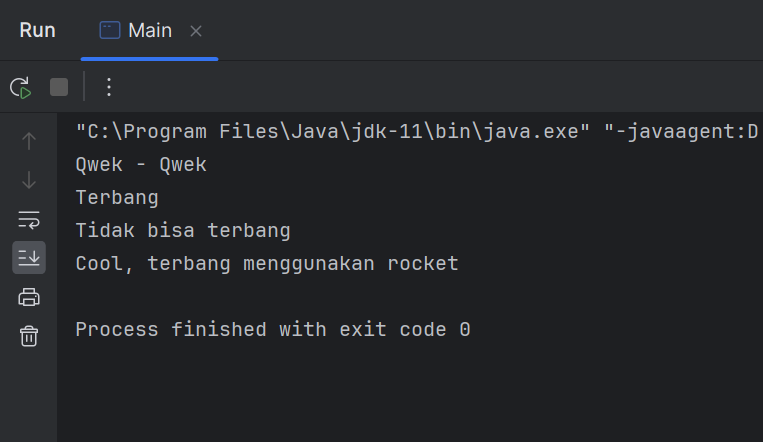 Run
Main
"C:\Program Files\Java\jdk-11\bin\java.exe" "-javaagent:D
Qwek - Qwek
Terbang
Tidak bisa terbang
Cool, terbang menggunakan rocket
Process finished with exit code 0